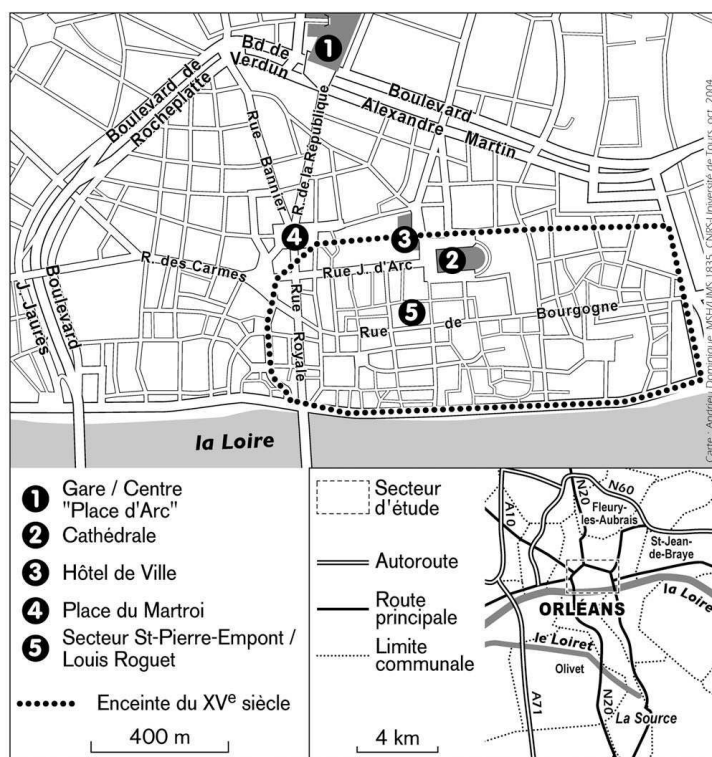 1
Bd de
Verdun
Boulevard de
Rocheplatte
Boulevard
Alexandre Martin
Rue Bannier
R. de la République
4
3
2
R. des Carmes
Rue J. d'Arc
5
Rue de Bourgogne
Rue Royale
Boulevard
J. Jaurès
la Loire
Carte : Andrieu Dominique, MSH/UMS 1835, CNRS-Université de Tours, oct. 2004
1 Gare / Centre
"Place d'Arc"
2 Cathédrale
3 Hôtel de Ville
4 Place du Martroi
5 Secteur St-Pierre-Empont /
Louis Roguet
Enceinte du XVe siècle
400 m
Secteur
d'étude
Autoroute
Route
principale
Limite
communale
4 km
A10
N20
N60
Fleury-
les-Aubrais
St-Jean-
de-Braye
ORLÉANS
la Loire
le Loiret
Olivet
A71
N20
La Source